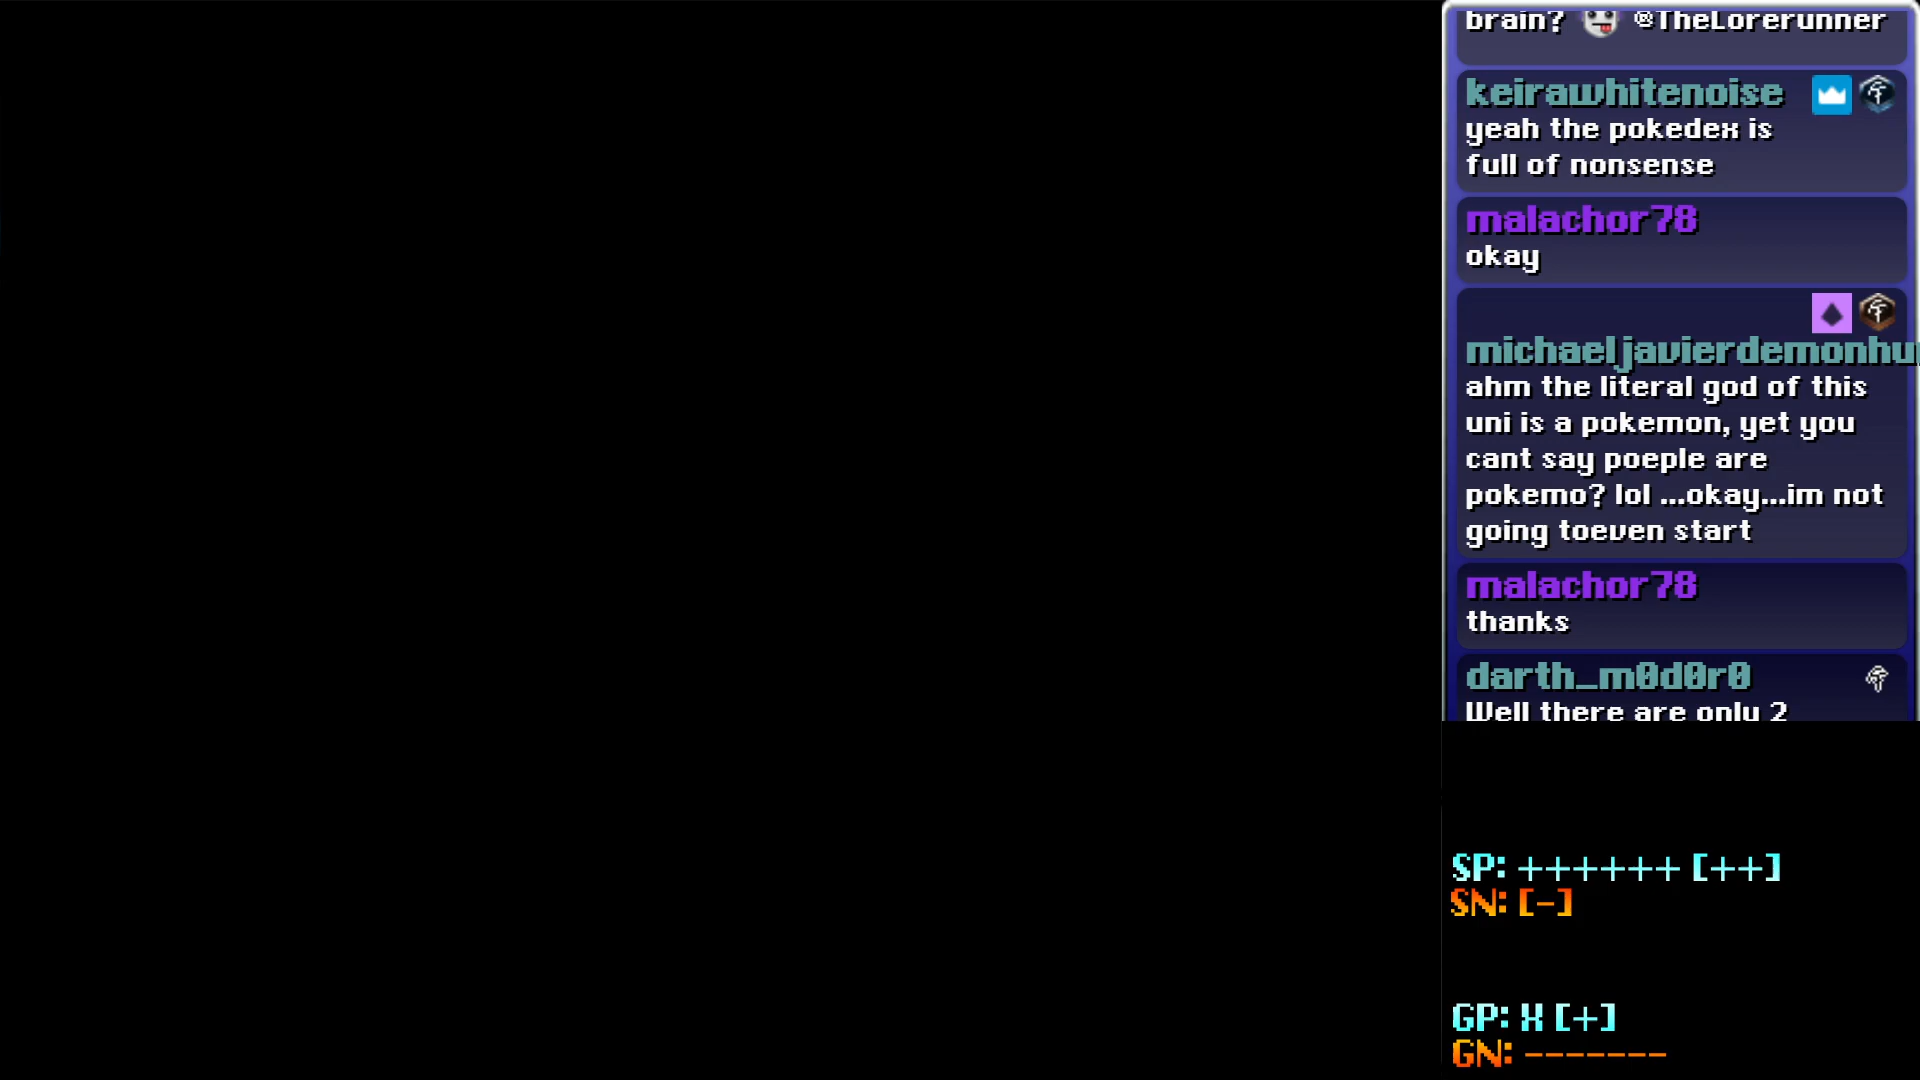 brain? @TheLorerunner
keirawhitenoise
yeah the pokedex is
full of nonsense
malachor78
okay
michaeljavierdemonhu
ahm the literal god of this
uni is a pokemon, yet you
cant say poeple are
pokemo? lol ...okay...im not
going toeven start
malachor78
thanks
darth_m0d0r0
Well there are only 2
SP: ++++++ [++]
SN: [-]
GP: X [+]
GN: -------